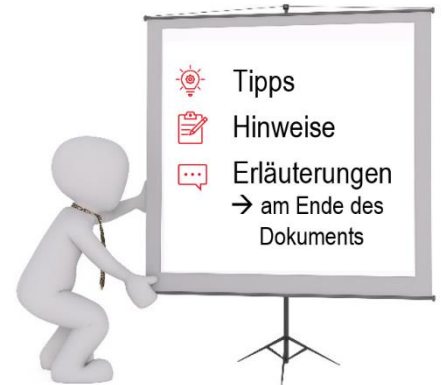 Tipps
Hinweise
Erläuterungen
→ am Ende des
Dokuments